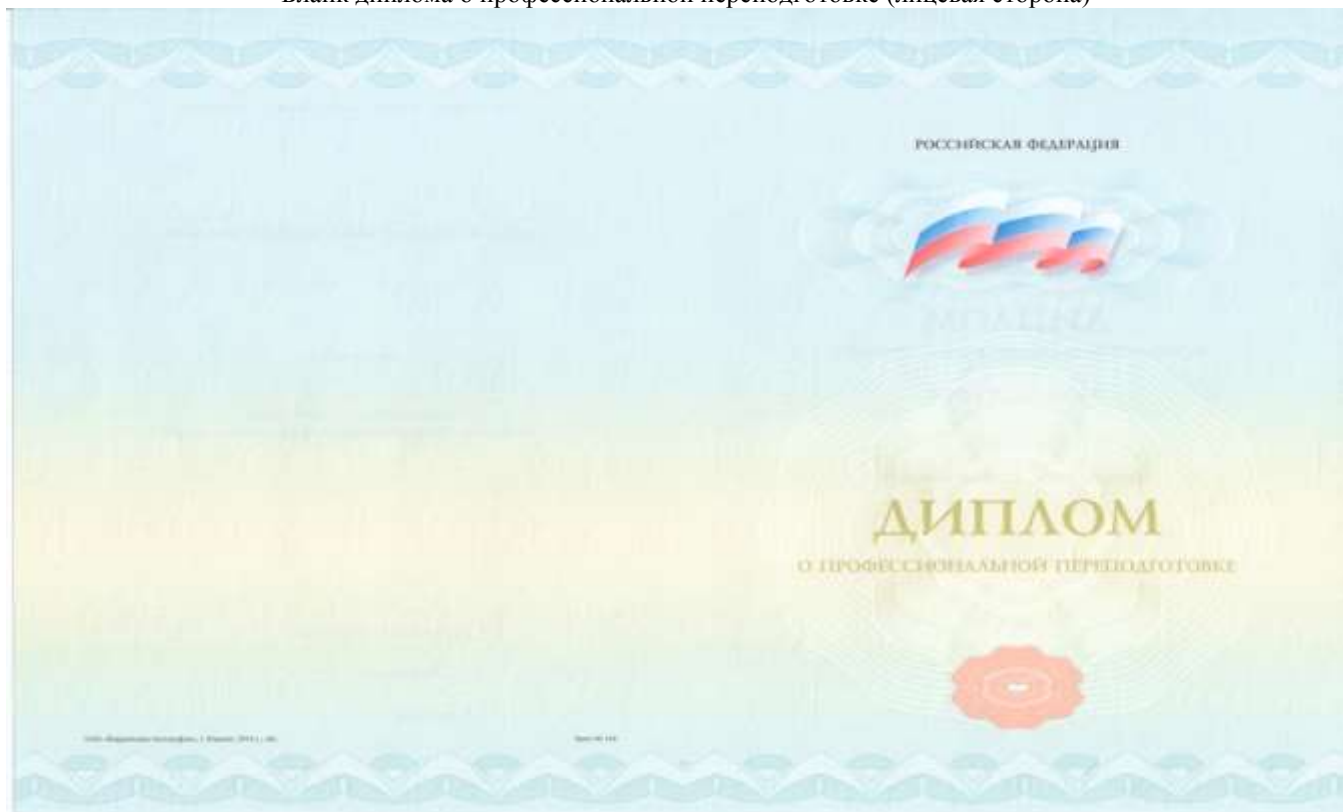 Бланк диплома о профессиональной переподготовке (лицевая сторона)
РОССИЙСКАЯ ФЕДЕРАЦИЯ
ДИПЛОМ
О ПРОФЕССИОНАЛЬНОЙ ПЕРЕПОДГОТОВКЕ